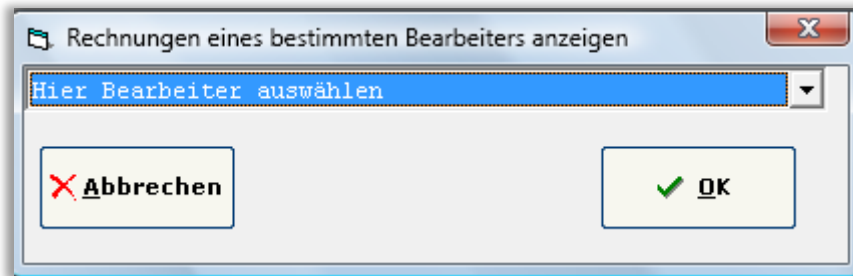 Rechnungen eines bestimmten Bearbeiters anzeigen
Hier Bearbeiter auswählen
Abbrechen
OK